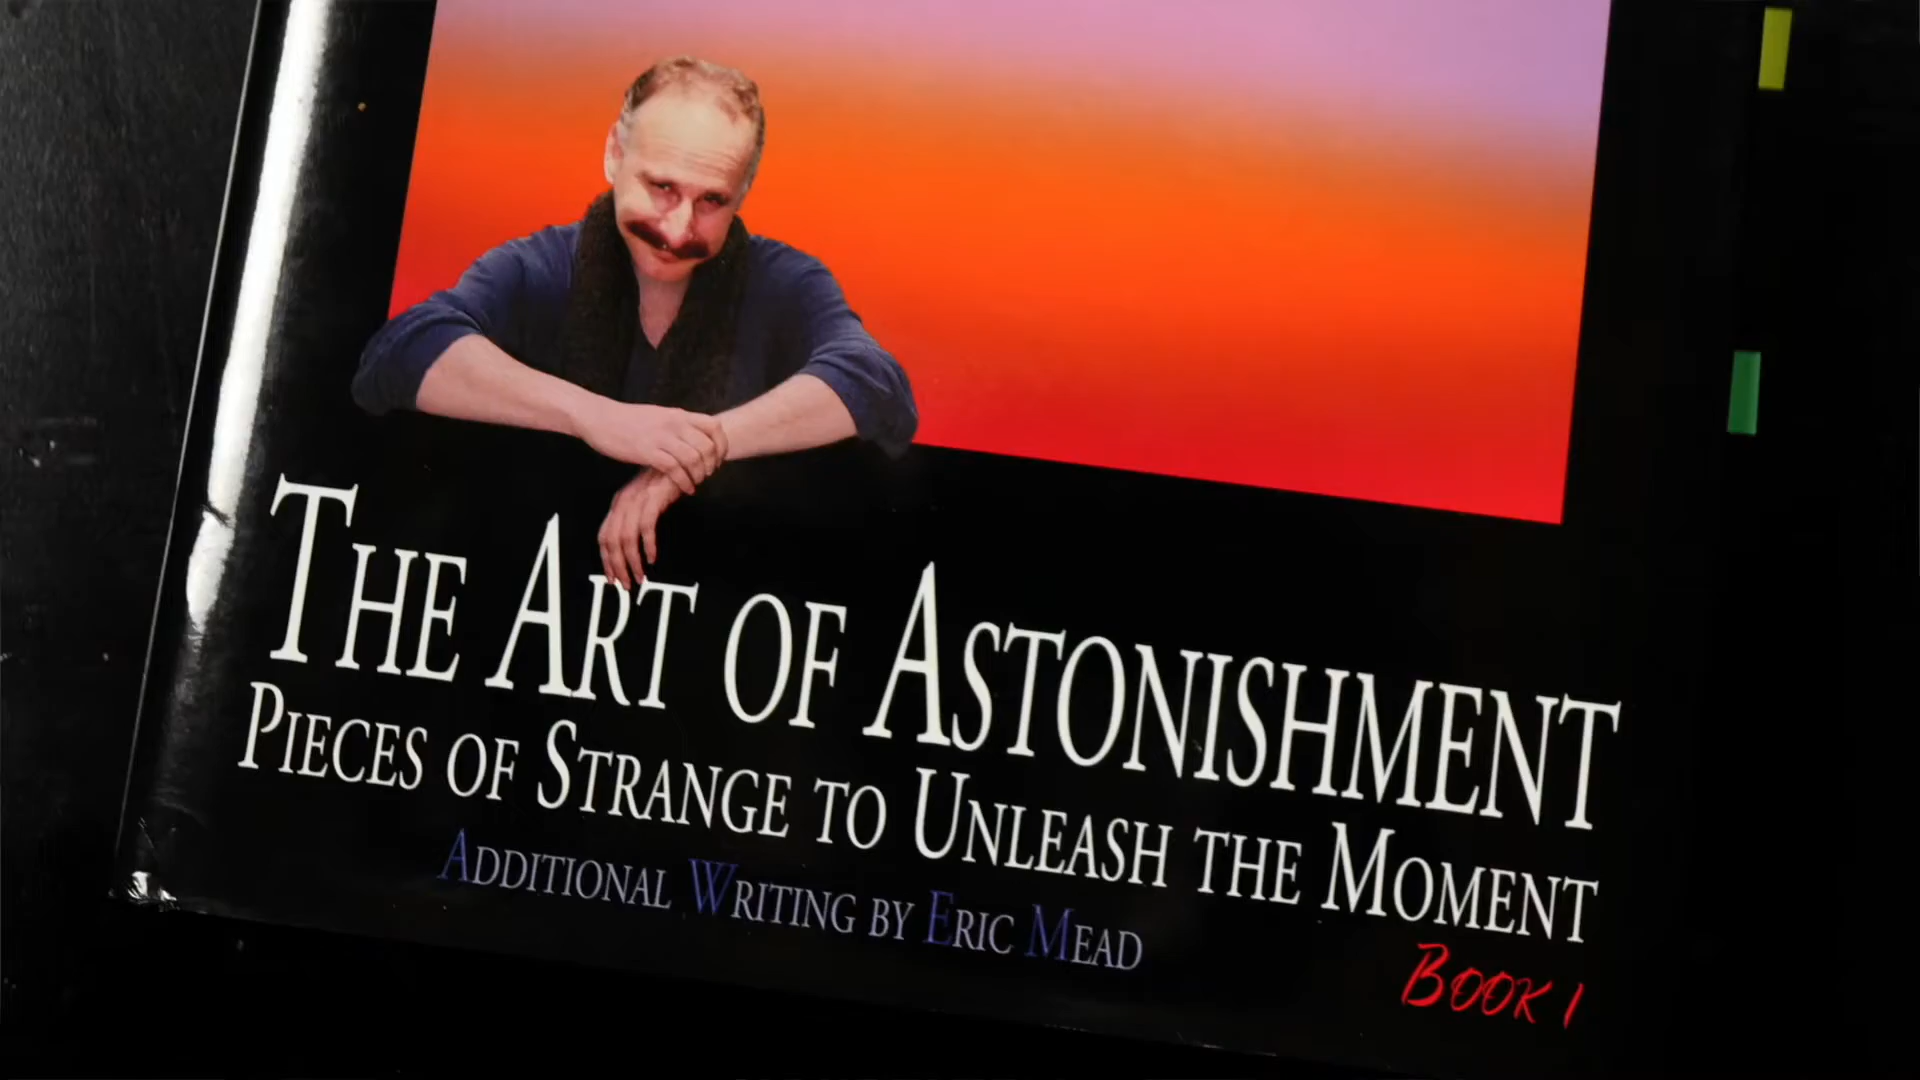 The Art of Astonishment
Pieces of Strange to Unleash the Moment
Additional Writing by Eric Mead
Book 1